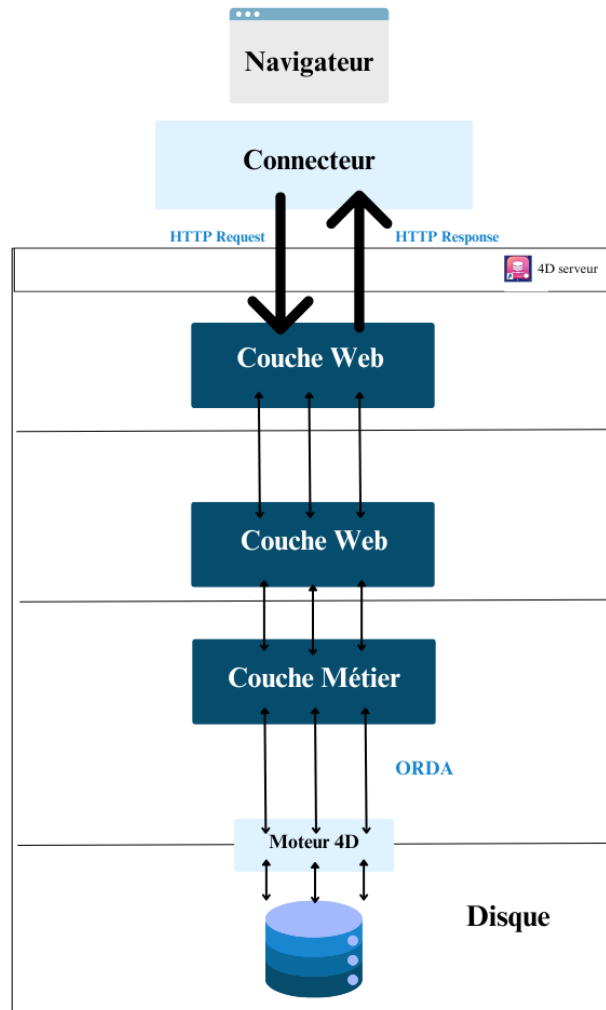 Navigateur
Connecteur
HTTP Request
HTTP Response
4D serveur
Couche Web
Couche Web
Couche Métier
ORDA
Moteur 4D
Disque